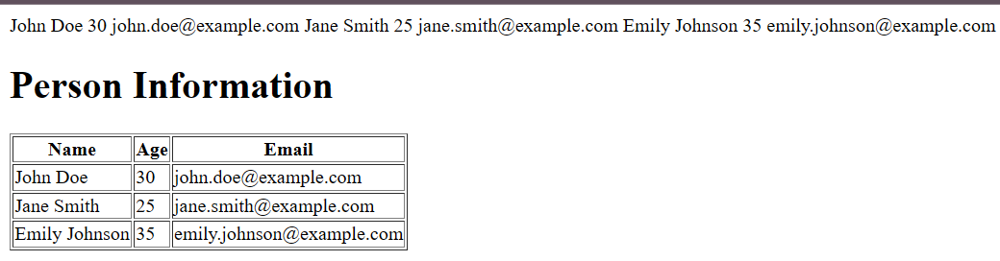 John Doe 30 john.doe@example.com Jane Smith 25 jane.smith@example.com Emily Johnson 35 emily.johnson@example.com
Person Information
Name Age Email
John Doe 30 john.doe@example.com
Jane Smith 25 jane.smith@example.com
Emily Johnson 35 emily.johnson@example.com